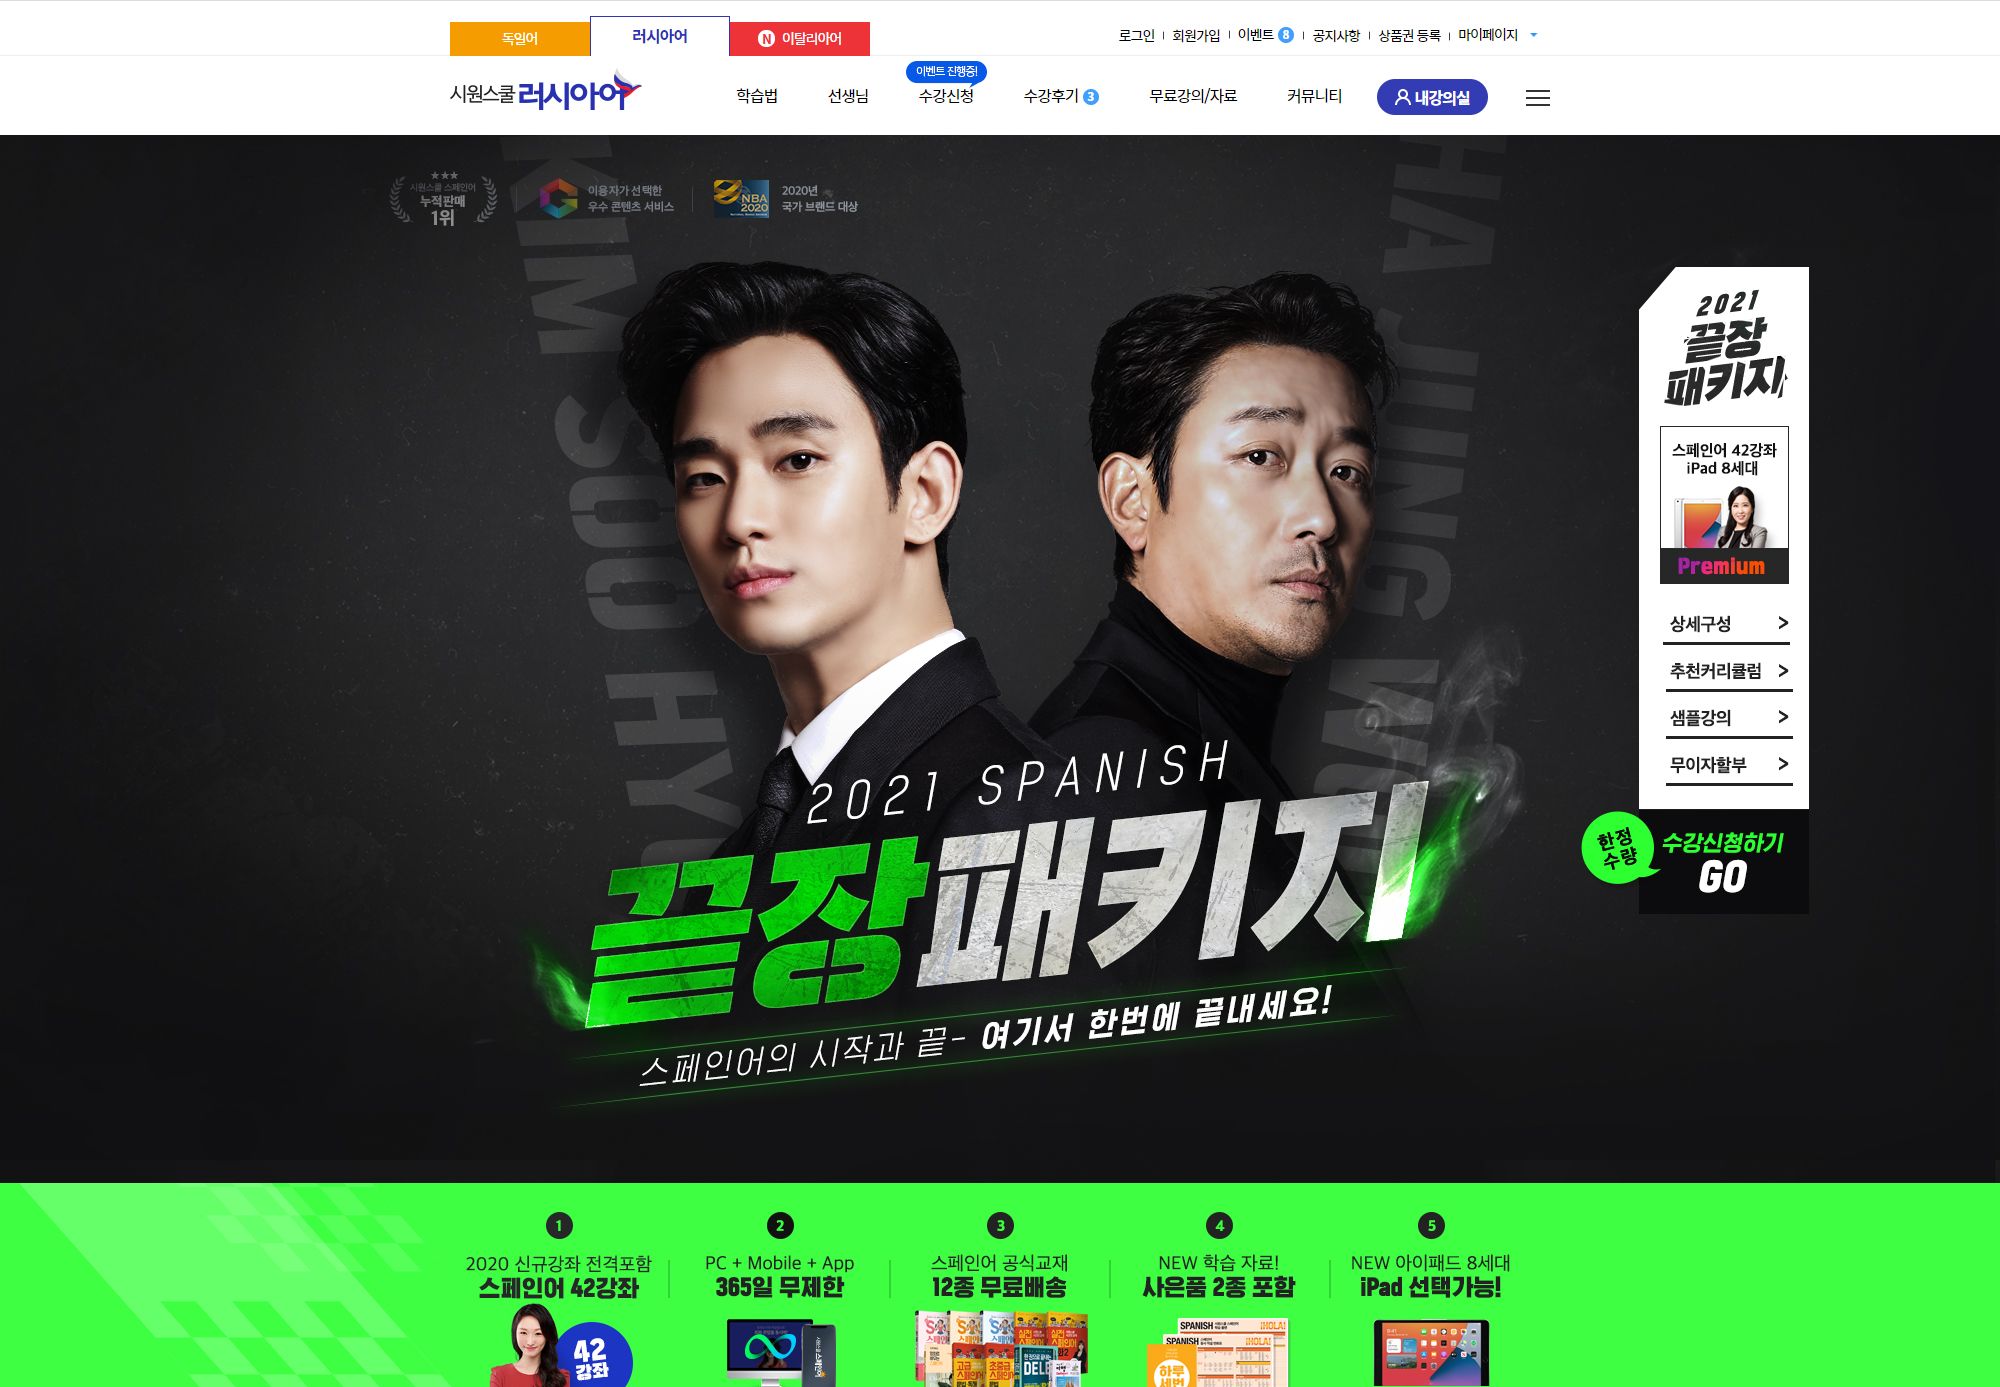 독일어
러시아어
N 이탈리아어
로그인
회원가입
이벤트 8
공지사항
상품권 등록
마이페이지
시원스쿨 러시아어
이벤트 진행중!
학습법
선생님
수강신청
수강후기 3
무료강의/자료
커뮤니티
내강의실
시원스쿨 스페인어
누적판매
1위
이용자가 선택한
우수 콘텐츠 서비스
NBA
2020
2020년
국가 브랜드 대상
KIM SOO HYU
HA JUNG WO
2021 SPANISH
끝장패키지
스페인어의 시작과 끝- 여기서 한번에 끝내세요!
2021
끝장
패키지
스페인어 42강좌
iPad 8세대
Premium
상세구성 >
추천커리큘럼 >
샘플강의 >
무이자할부 >
한정
수량
수강신청하기
GO
1
2020 신규강좌 전격포함
스페인어 42강좌
42
강좌
2
PC + Mobile + App
365일 무제한
3
스페인어 공식교재
12종 무료배송
4
NEW 학습 자료!
사은품 2종 포함
SPANISH
¡HOLA!
SPANISH
¡HOLA!
하루
세번
5
NEW 아이패드 8세대
iPad 선택가능!